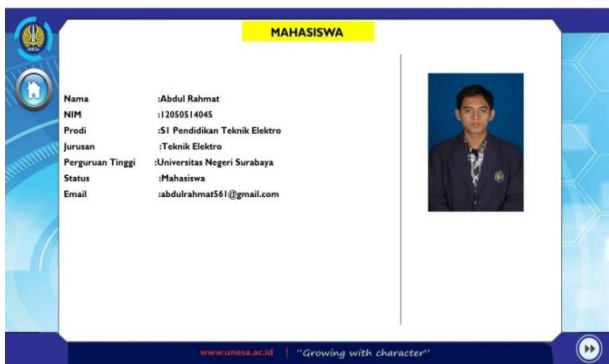 MAHASISWA
UNESA
Nama :Abdul Rahmat
NIM :12050514045
Prodi :S1 Pendidikan Teknik Elektro
Jurusan :Teknik Elektro
Perguruan Tinggi :Universitas Negeri Surabaya
Status :Mahasiswa
Email :abdulrahmat561@gmail.com
www.unesa.ac.id | "Growing with character"